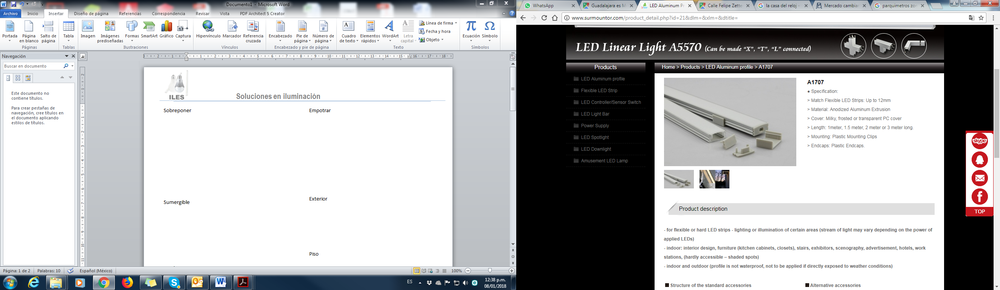 Documento1 - Microsoft Word
Archivo Inicio Insertar Diseño de página Referencias Correspondencia Revisar Vista PDF Architect 5 Creator
Portada
Página en blanco
Salto de página
Páginas
Tabla
Tablas
Imagen
Imágenes prediseñadas
Formas
SmartArt
Gráfico
Captura
Ilustraciones
Hipervínculo
Marcador
Referencia cruzada
Vínculos
Encabezado
Pie de página
Número de página
Encabezado y pie de página
Cuadro de texto
Elementos rápidos
WordArt
Letra capital
Línea de firma
Fecha y hora
Objeto
Texto
Ecuación
Símbolo
Símbolos
Navegación
Buscar en documento
Este documento no
contiene títulos.
Para crear pestañas de
navegación, cree títulos en
el documento aplicando
estilos de títulos.
ILES
Soluciones en iluminación
Sobreponer Empotrar
Sumergible Exterior
Piso
Página: 1 de 2 Palabras: 10 Español (México) 100%
ES 12:38 p.m.
08/01/2018
WhatsApp
Guadalajara es M
LED Aluminum P
Calle Felipe Zette
la casa del reloj -
Mercado cambia
parquimetros zon
www.surmountor.com/product_detail.php?id=21&dlm=&xlm=&dtitle=
LED Linear Light A5570 (Can be made “X”, “T”, “L” connected)
Products
LED Aluminum profile
Flexible LED Strip
LED Controller/Sensor Switch
LED Light Bar
Power Supply
LED Spotlight
LED Downlight
Amusement LED Lamp
Home > Products > LED Aluminum profile > A1707
A1707
● Specification:
> Match Flexible LED Strips: Up to 12mm
> Material: Anodized Aluminum Extrusion
> Cover: Milky, frosted or transparent PC cover
> Length: 1meter, 1.5 meter, 2 meter or 3 meter long.
> Mounting: Plastic Mounting Clips
> Endcaps: Plastic Endcaps.
skype
TOP
Product description
- for flexible or hard LED strips - lighting or illumination of certain areas (stream of light may vary depending on the power of
applied LEDs)
- indoor: interior design, furniture (kitchen cabinets, closets), stairs, exhibitors, scenography, advertisement, hotels, work
stations, (hardly accessible – shaded spots)
- indoor and outdoor (profile is not waterproof, not to be applied if directly exposed to weather conditions)
■ Structure of the standard accessories ■ Alternative accessories